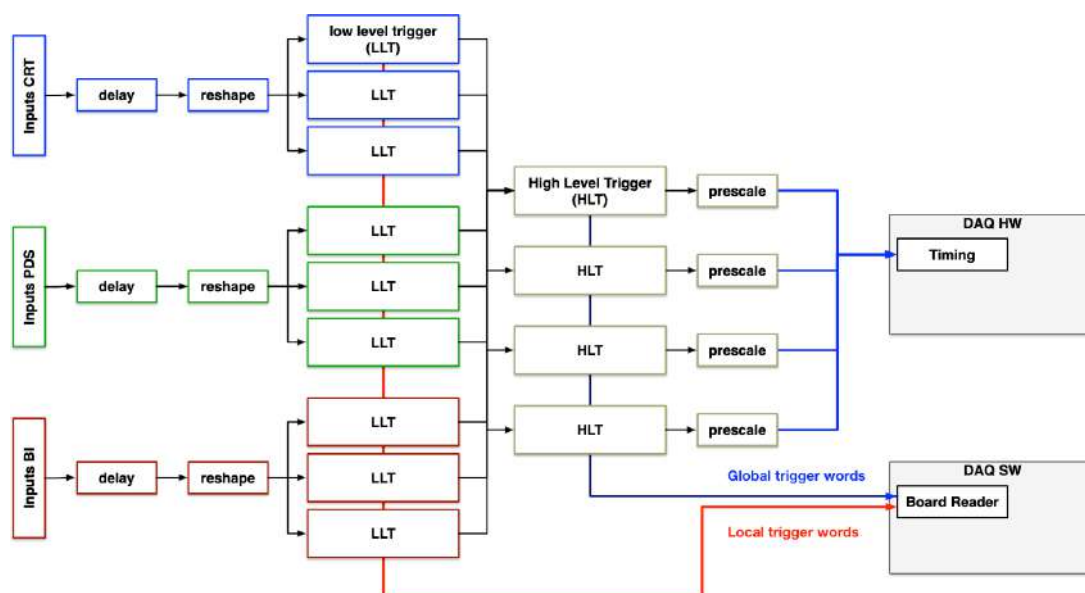 Inputs CRT
delay
reshape
low level trigger
(LLT)
LLT
LLT
Inputs PDS
delay
reshape
LLT
LLT
LLT
Inputs BI
delay
reshape
LLT
LLT
LLT
High Level Trigger
(HLT)
prescale
HLT
prescale
HLT
prescale
HLT
prescale
DAQ HW
Timing
Global trigger words
Local trigger words
DAQ SW
Board Reader